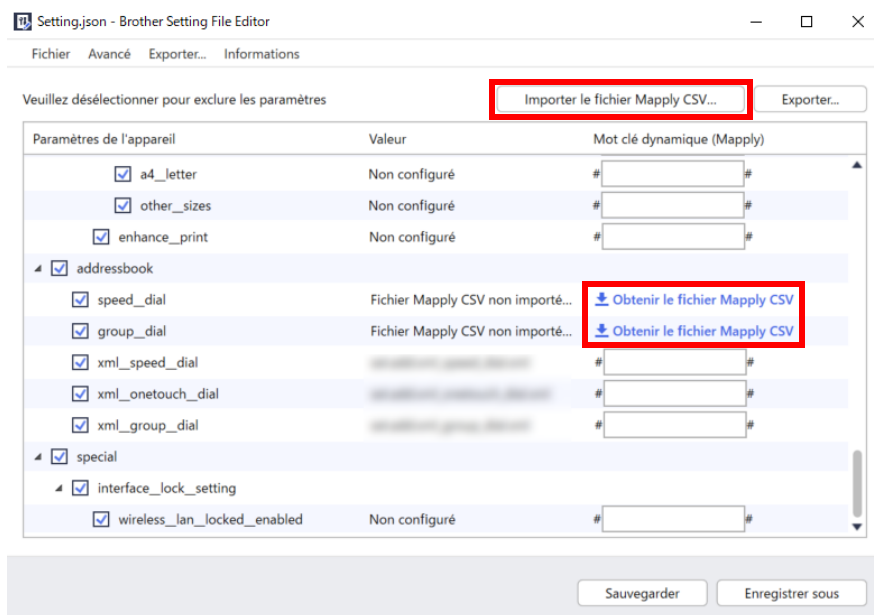 Setting.json - Brother Setting File Editor
Fichier Avancé Exporter... Informations
Veuillez désélectionner pour exclure les paramètres Importer le fichier Mapply CSV... Exporter...
Paramètres de l'appareil Valeur Mot clé dynamique (Mapply)
a4__letter Non configuré # #
other__sizes Non configuré # #
enhance__print Non configuré # #
addressbook
speed__dial Fichier Mapply CSV non importé... Obtenir le fichier Mapply CSV
group__dial Fichier Mapply CSV non importé... Obtenir le fichier Mapply CSV
xml__speed__dial # #
xml__onetouch__dial # #
xml__group__dial # #
special
interface__lock__setting
wireless__lan__locked__enabled Non configuré # #
Sauvegarder Enregistrer sous